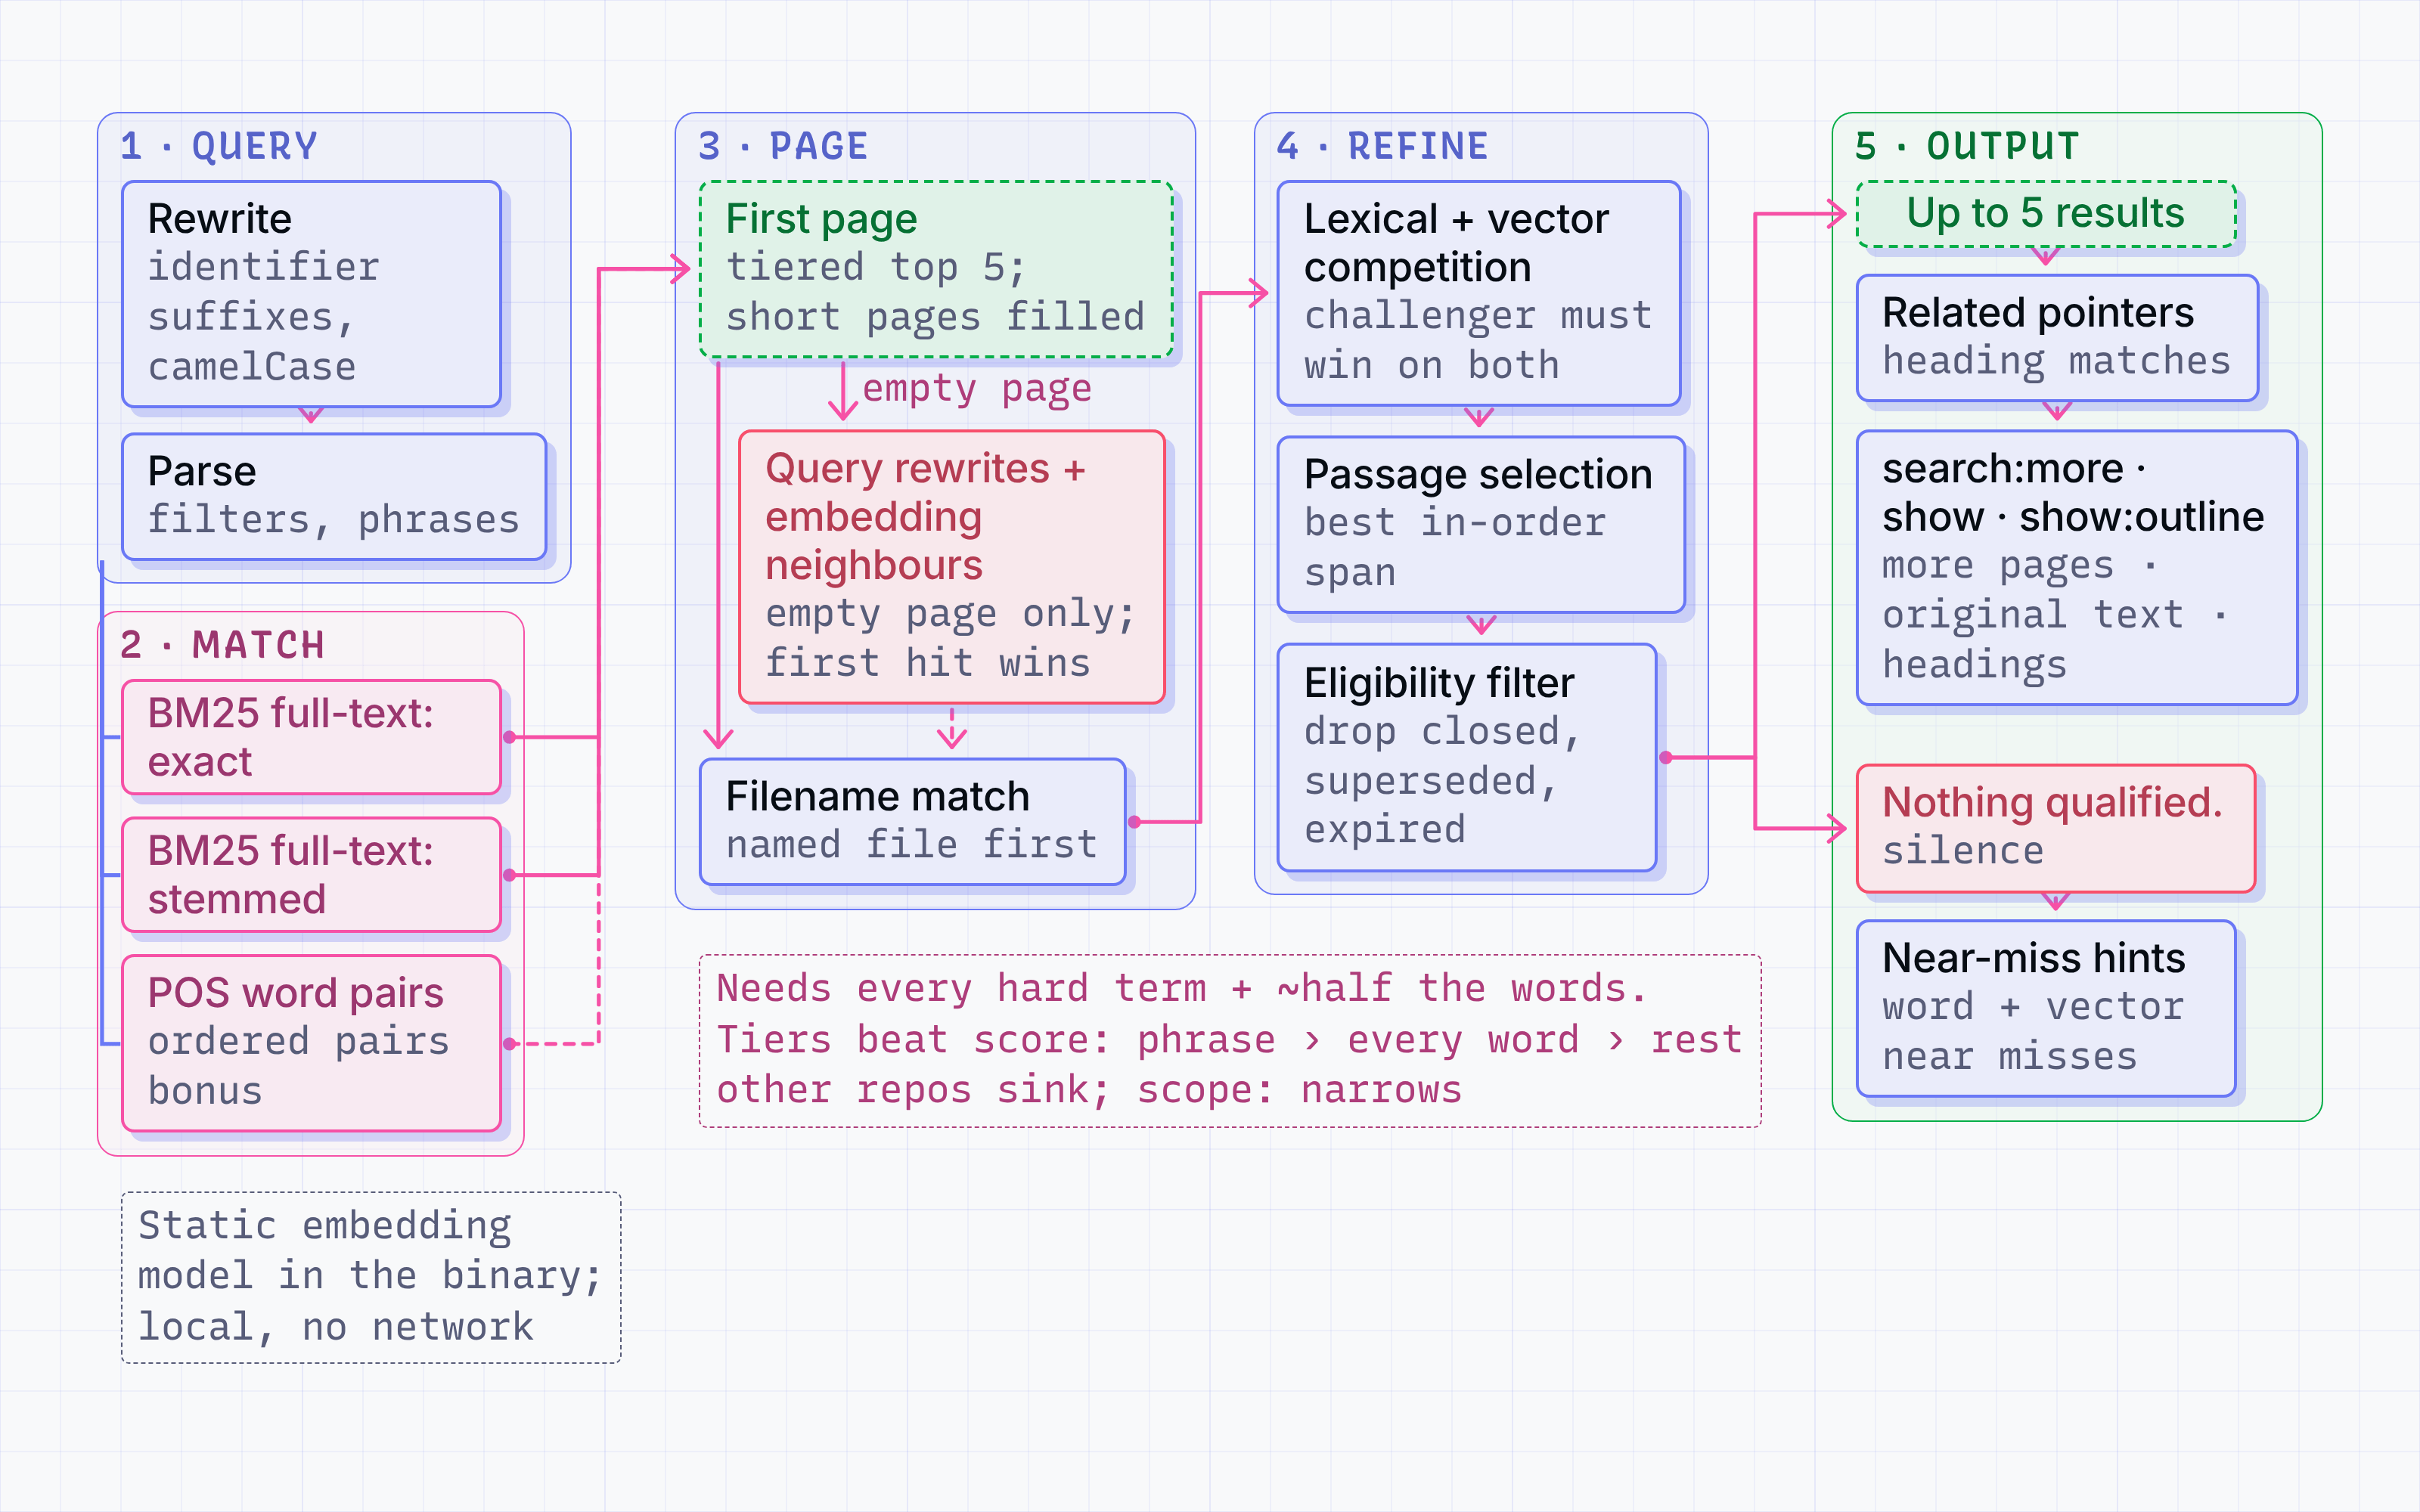 1 · QUERY
Rewrite
identifier
suffixes,
camelCase
Parse
filters, phrases
2 · MATCH
BM25 full-text:
exact
BM25 full-text:
stemmed
POS word pairs
ordered pairs
bonus
Static embedding
model in the binary;
local, no network
3 · PAGE
First page
tiered top 5;
short pages filled
empty page
Query rewrites +
embedding
neighbours
empty page only;
first hit wins
Filename match
named file first
Needs every hard term + ~half the words.
Tiers beat score: phrase › every word › rest
other repos sink; scope: narrows
4 · REFINE
Lexical + vector
competition
challenger must
win on both
Passage selection
best in-order
span
Eligibility filter
drop closed,
superseded,
expired
5 · OUTPUT
Up to 5 results
Related pointers
heading matches
search:more ·
show · show:outline
more pages ·
original text ·
headings
Nothing qualified.
silence
Near-miss hints
word + vector
near misses